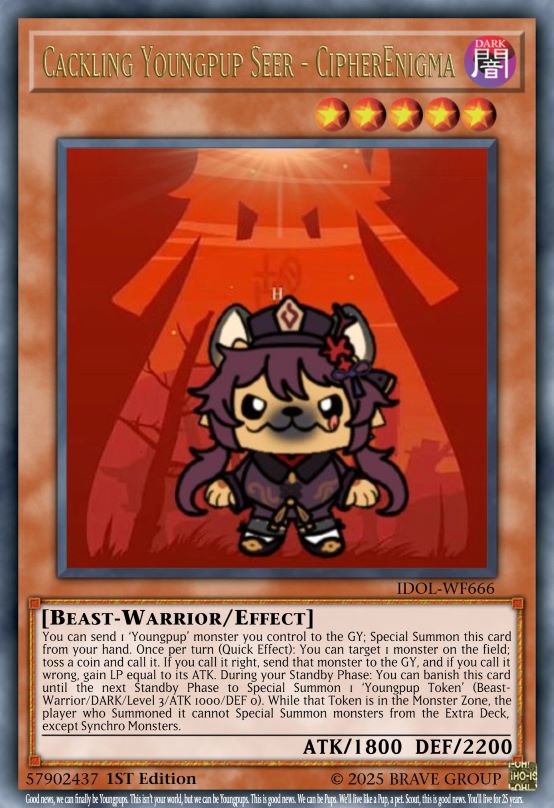 CACKLING YOUNGPUP SEER - CIPHERENIGMA
DARK
闇
H
IDOL-WF666
[BEAST-WARRIOR/EFFECT]
You can send 1 'Youngpup' monster you control to the GY; Special Summon this card
from your hand. Once per turn (Quick Effect): You can target 1 monster on the field;
toss a coin and call it. If you call it right, send that monster to the GY, and if you call it
wrong, gain LP equal to its ATK. During your Standby Phase: You can banish this card
until the next Standby Phase to Special Summon 1 'Youngpup Token' (Beast-
Warrior/DARK/Level 3/ATK 1000/DEF 0). While that Token is in the Monster Zone, the
player who Summoned it cannot Special Summon monsters from the Extra Deck,
except Synchro Monsters.
ATK/1800 DEF/2200
57902437 1ST Edition
© 2025 BRAVE GROUP
Good news, we can finally be Youngpups. This isn't your world, but we can be Youngpups. This is good news. We can be Pups. We'll live like a Pup, a pet. Scout, this is good news. You'll live for 25 years.